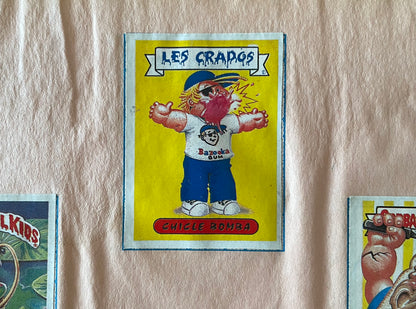 LES CRADOS
Bazooka
GUM
CHICLE BOMBA
KIDS